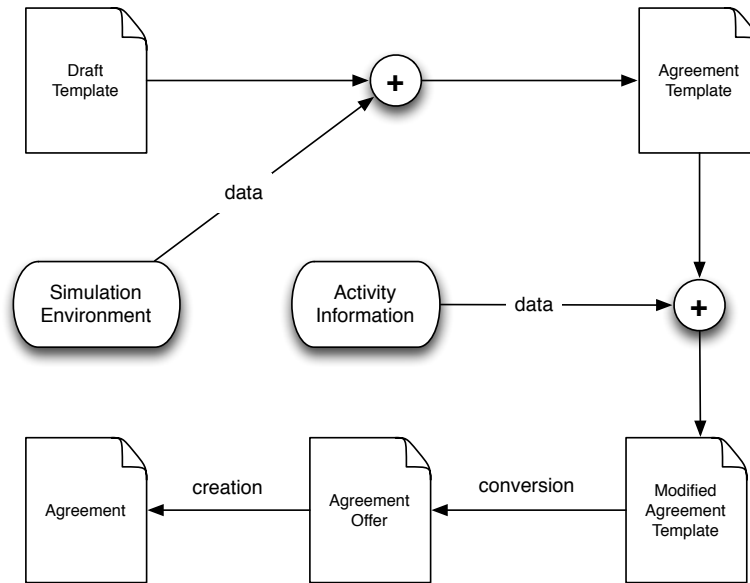 Draft
Template
+
Agreement
Template
data
Simulation
Environment
Activity
Information
data
+
creation
conversion
Agreement
Agreement
Offer
Modified
Agreement
Template